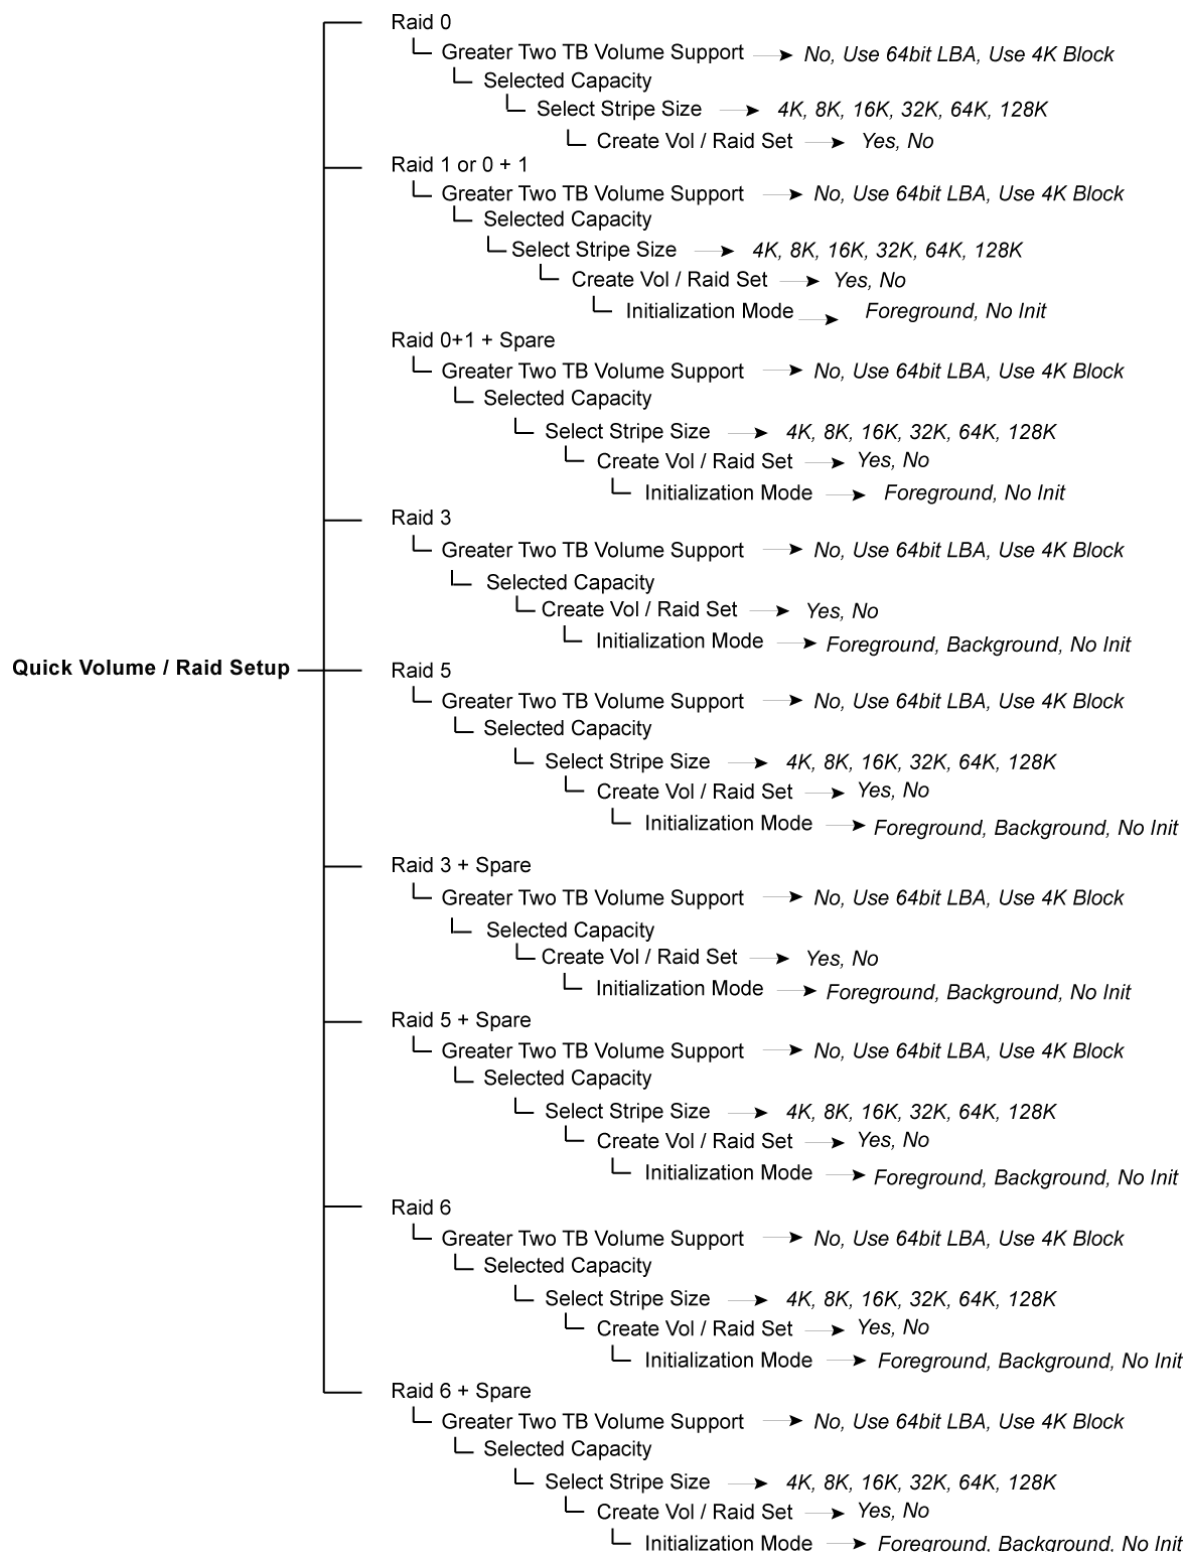 Raid 0
Greater Two TB Volume Support No, Use 64bit LBA, Use 4K Block
Selected Capacity
Select Stripe Size 4K, 8K, 16K, 32K, 64K, 128K
Create Vol / Raid Set Yes, No
Raid 1 or 0 + 1
Greater Two TB Volume Support No, Use 64bit LBA, Use 4K Block
Selected Capacity
Select Stripe Size 4K, 8K, 16K, 32K, 64K, 128K
Create Vol / Raid Set Yes, No
Initialization Mode Foreground, No Init
Raid 0+1 + Spare
Greater Two TB Volume Support No, Use 64bit LBA, Use 4K Block
Selected Capacity
Select Stripe Size 4K, 8K, 16K, 32K, 64K, 128K
Create Vol / Raid Set Yes, No
Initialization Mode Foreground, No Init
Raid 3
Greater Two TB Volume Support No, Use 64bit LBA, Use 4K Block
Selected Capacity
Create Vol / Raid Set Yes, No
Initialization Mode Foreground, Background, No Init
Quick Volume / Raid Setup
Raid 5
Greater Two TB Volume Support No, Use 64bit LBA, Use 4K Block
Selected Capacity
Select Stripe Size 4K, 8K, 16K, 32K, 64K, 128K
Create Vol / Raid Set Yes, No
Initialization Mode Foreground, Background, No Init
Raid 3 + Spare
Greater Two TB Volume Support No, Use 64bit LBA, Use 4K Block
Selected Capacity
Create Vol / Raid Set Yes, No
Initialization Mode Foreground, Background, No Init
Raid 5 + Spare
Greater Two TB Volume Support No, Use 64bit LBA, Use 4K Block
Selected Capacity
Select Stripe Size 4K, 8K, 16K, 32K, 64K, 128K
Create Vol / Raid Set Yes, No
Initialization Mode Foreground, Background, No Init
Raid 6
Greater Two TB Volume Support No, Use 64bit LBA, Use 4K Block
Selected Capacity
Select Stripe Size 4K, 8K, 16K, 32K, 64K, 128K
Create Vol / Raid Set Yes, No
Initialization Mode Foreground, Background, No Init
Raid 6 + Spare
Greater Two TB Volume Support No, Use 64bit LBA, Use 4K Block
Selected Capacity
Select Stripe Size 4K, 8K, 16K, 32K, 64K, 128K
Create Vol / Raid Set Yes, No
Initialization Mode Foreground, Background, No Init